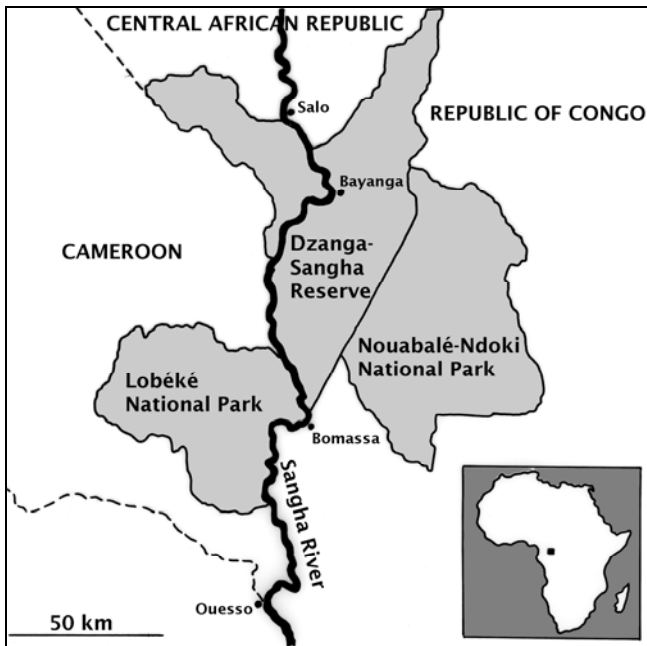 CENTRAL AFRICAN REPUBLIC
Salo
REPUBLIC OF CONGO
Bayanga
CAMEROON
Dzanga-
Sangha
Reserve
Nouabalé-Ndoki
National Park
Lobéké
National Park
Bomassa
Sangha River
Ouesso
50 km